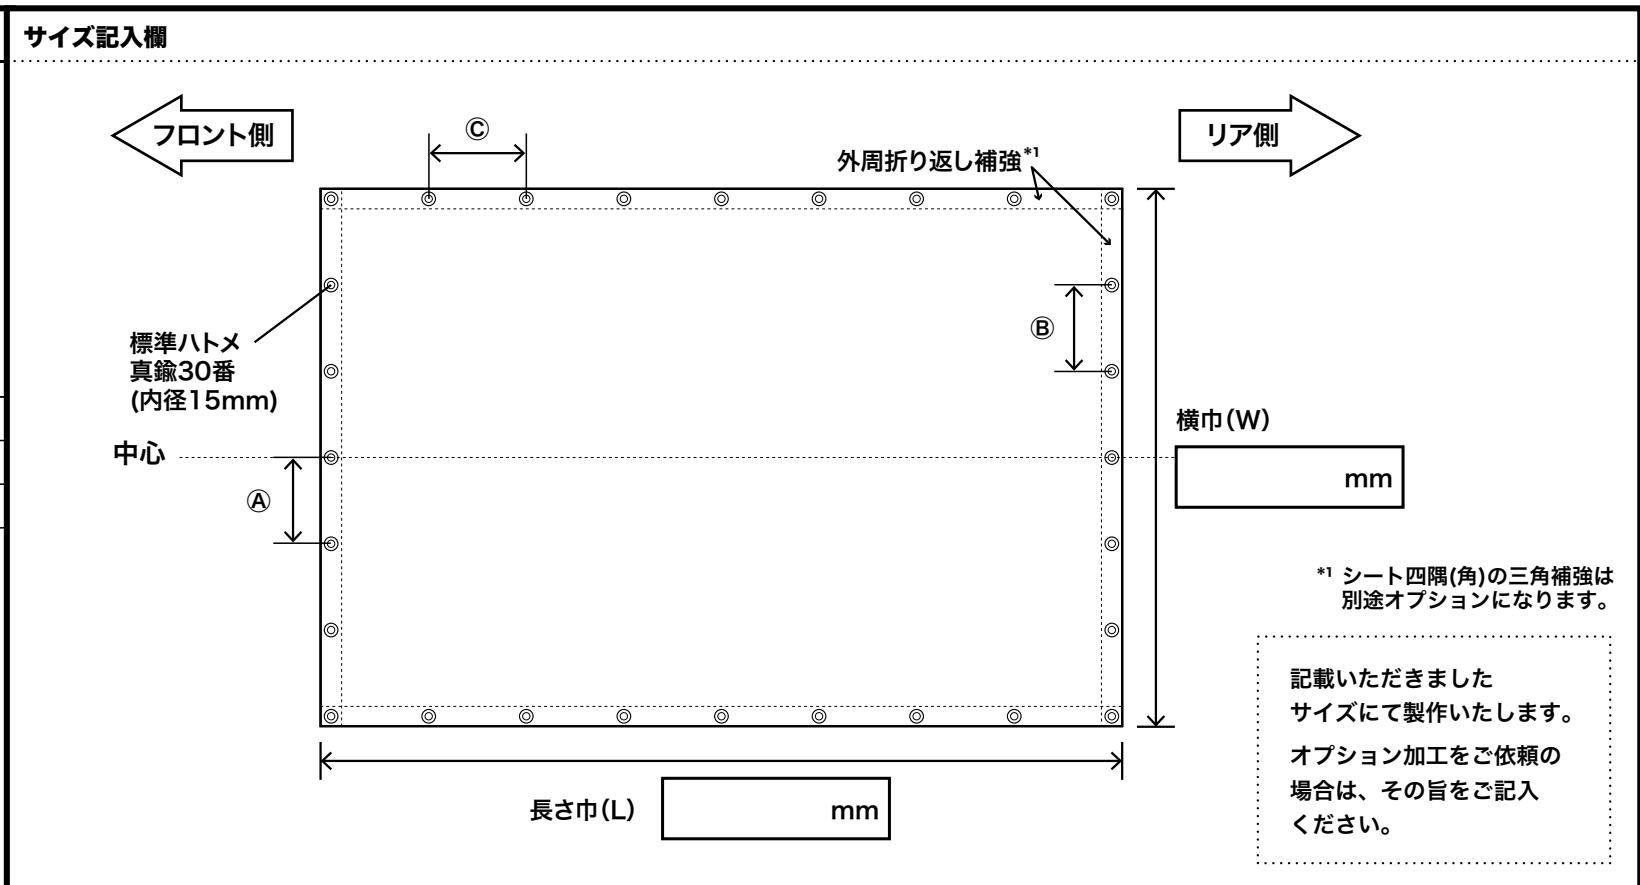 サイズ記入欄
フロント側
Ⓒ
外周折り返し補強*1
リア側
標準ハトメ
真鍮30番
(内径15mm)
Ⓑ
中心
Ⓐ
横巾(W)
mm
*1 シート四隅(角)の三角補強は
別途オプションになります。
記載いただきました
サイズにて製作いたします。
オプション加工をご依頼の
場合は、その旨をご記入
ください。
長さ巾(L)
mm